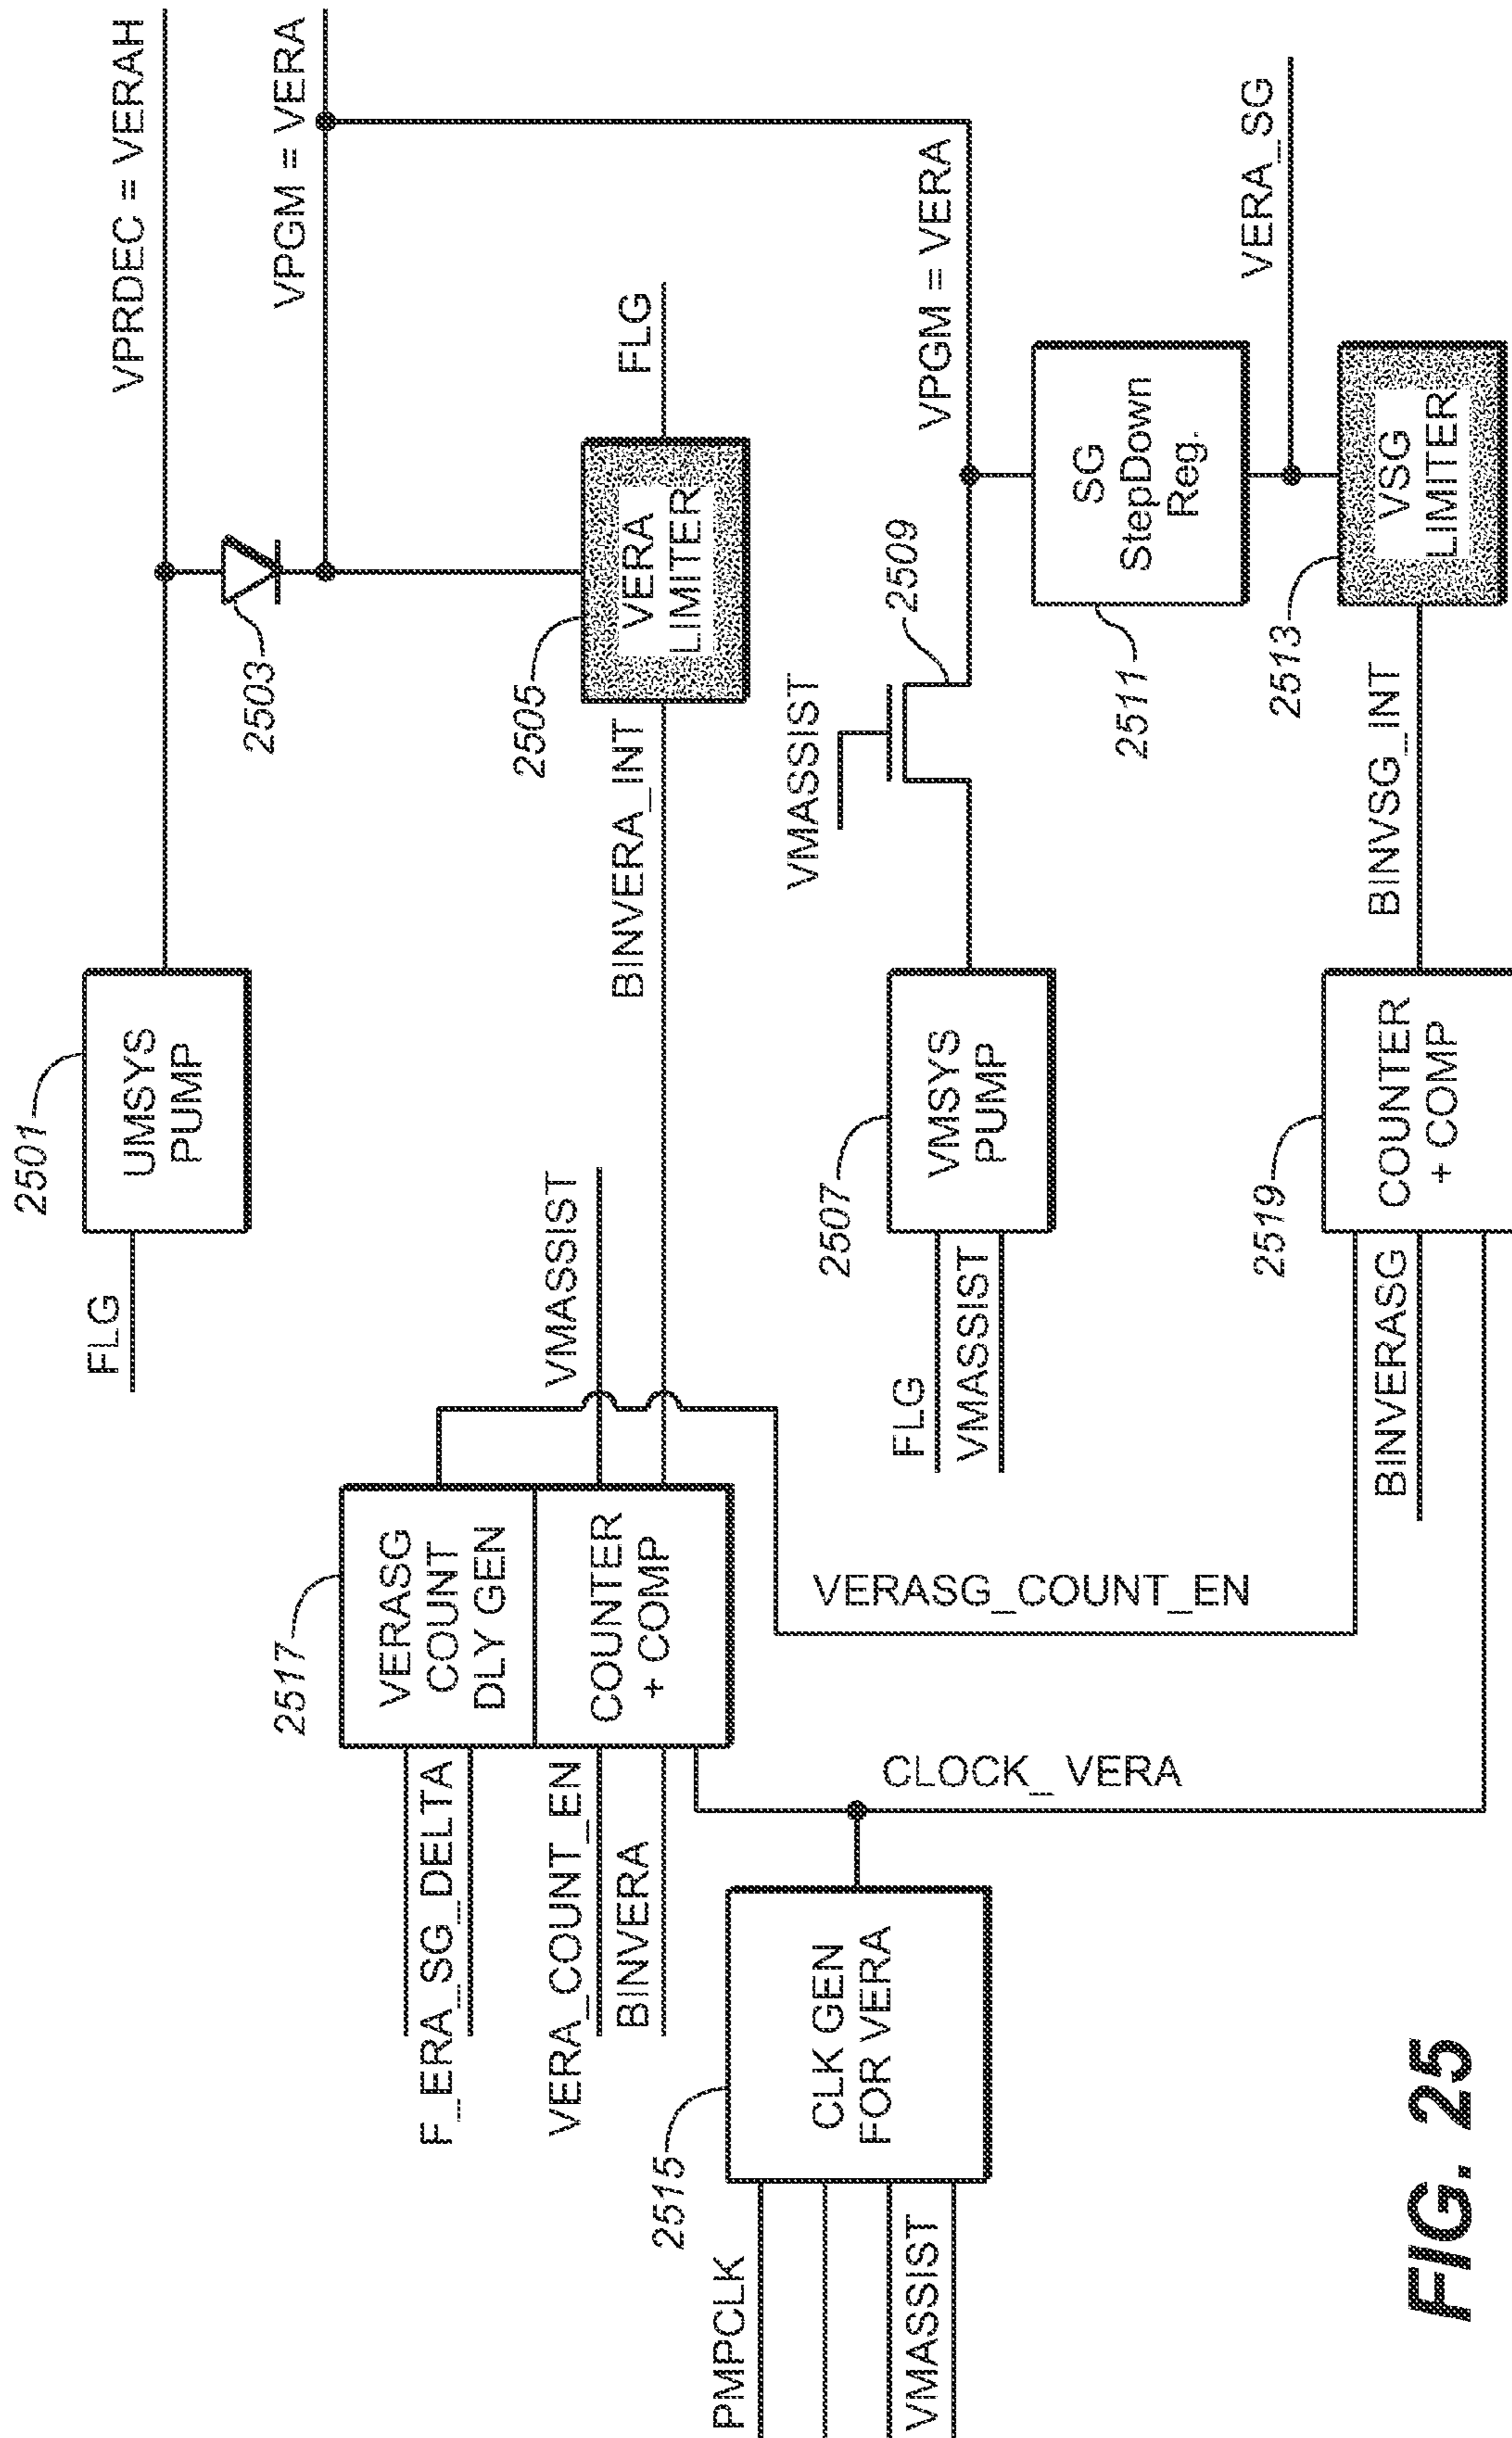 VPRDEC = VERAH
VPGM = VERA
2501
UMSYS
PUMP
FLG
2503
2505
VERA
LIMITER
FLG
BINVERA_INT
VMASSIST
2517
VERASG
COUNT
DLY GEN
COUNTER
+ COMP
F_ERA_SG_DELTA
VERA_COUNT_EN
BINVERA
VMASSIST
2509
VPGM = VERA
2507
VMSYS
PUMP
FLG
VMASSIST
2511
SG
StepDown
Reg.
VERA_SG
2513
VSG
LIMITER
BINVSG_INT
2519
COUNTER
+ COMP
BINVERASG
VERASG_COUNT_EN
CLOCK_ VERA
2515
CLK GEN
FOR VERA
PMPCLK
VMASSIST
FIG. 25